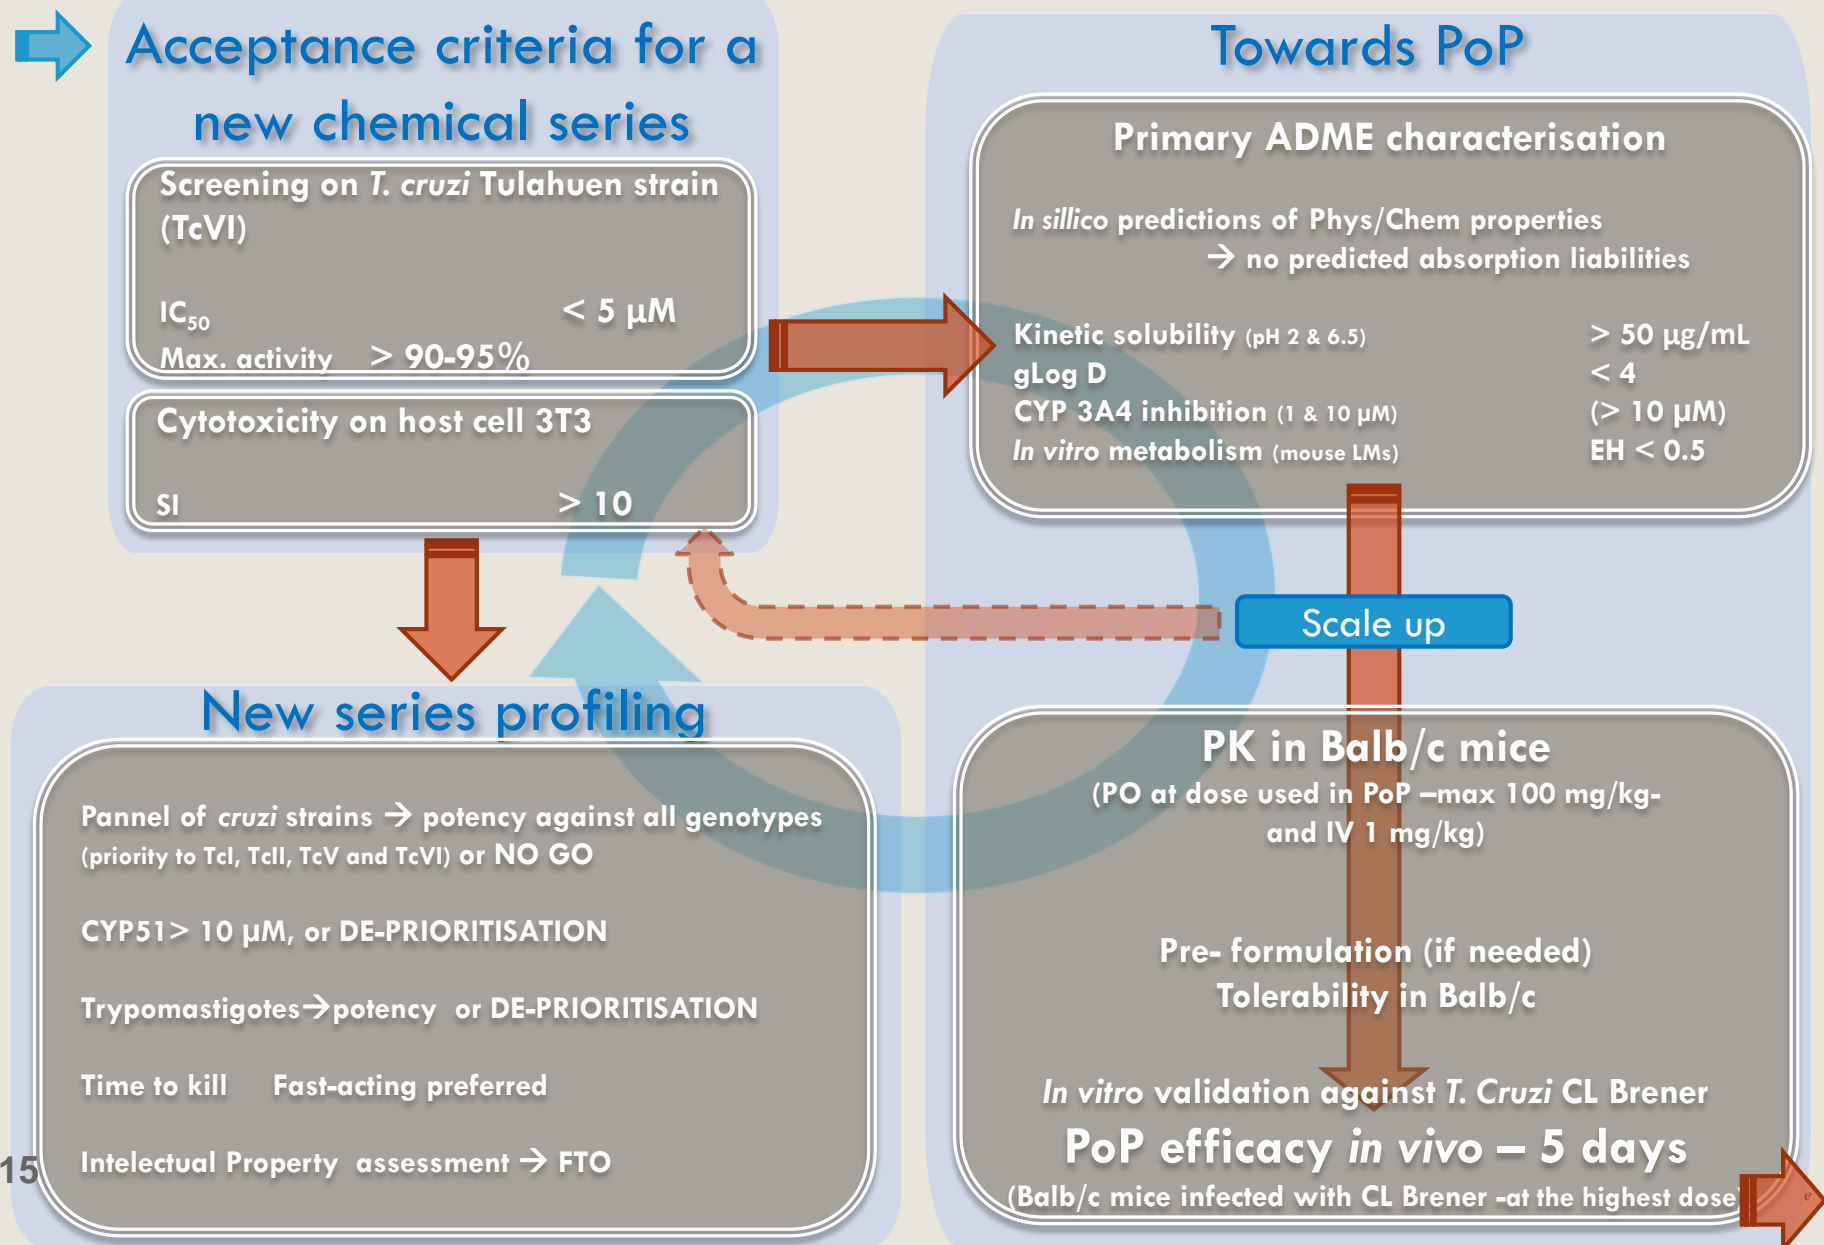 Acceptance criteria for a
new chemical series
Screening on T. cruzi Tulahuen strain
(TcVI)
IC50 < 5 µM
Max. activity > 90-95%
Cytotoxicity on host cell 3T3
SI > 10
Towards PoP
Primary ADME characterisation
In sillico predictions of Phys/Chem properties
→ no predicted absorption liabilities
Kinetic solubility (pH 2 & 6.5) > 50 µg/mL
gLog D < 4
CYP 3A4 inhibition (1 & 10 µM) (> 10 µM)
In vitro metabolism (mouse LMs) EH < 0.5
Scale up
New series profiling
Pannel of cruzi strains → potency against all genotypes
(priority to TcI, TcII, TcV and TcVI) or NO GO
CYP51> 10 µM, or DE-PRIORITISATION
Trypomastigotes→potency or DE-PRIORITISATION
Time to kill Fast-acting preferred
Intelectual Property assessment → FTO
PK in Balb/c mice
(PO at dose used in PoP –max 100 mg/kg-
and IV 1 mg/kg)
Pre- formulation (if needed)
Tolerability in Balb/c
In vitro validation against T. Cruzi CL Brener
PoP efficacy in vivo – 5 days
(Balb/c mice infected with CL Brener -at the highest dose)
e
15